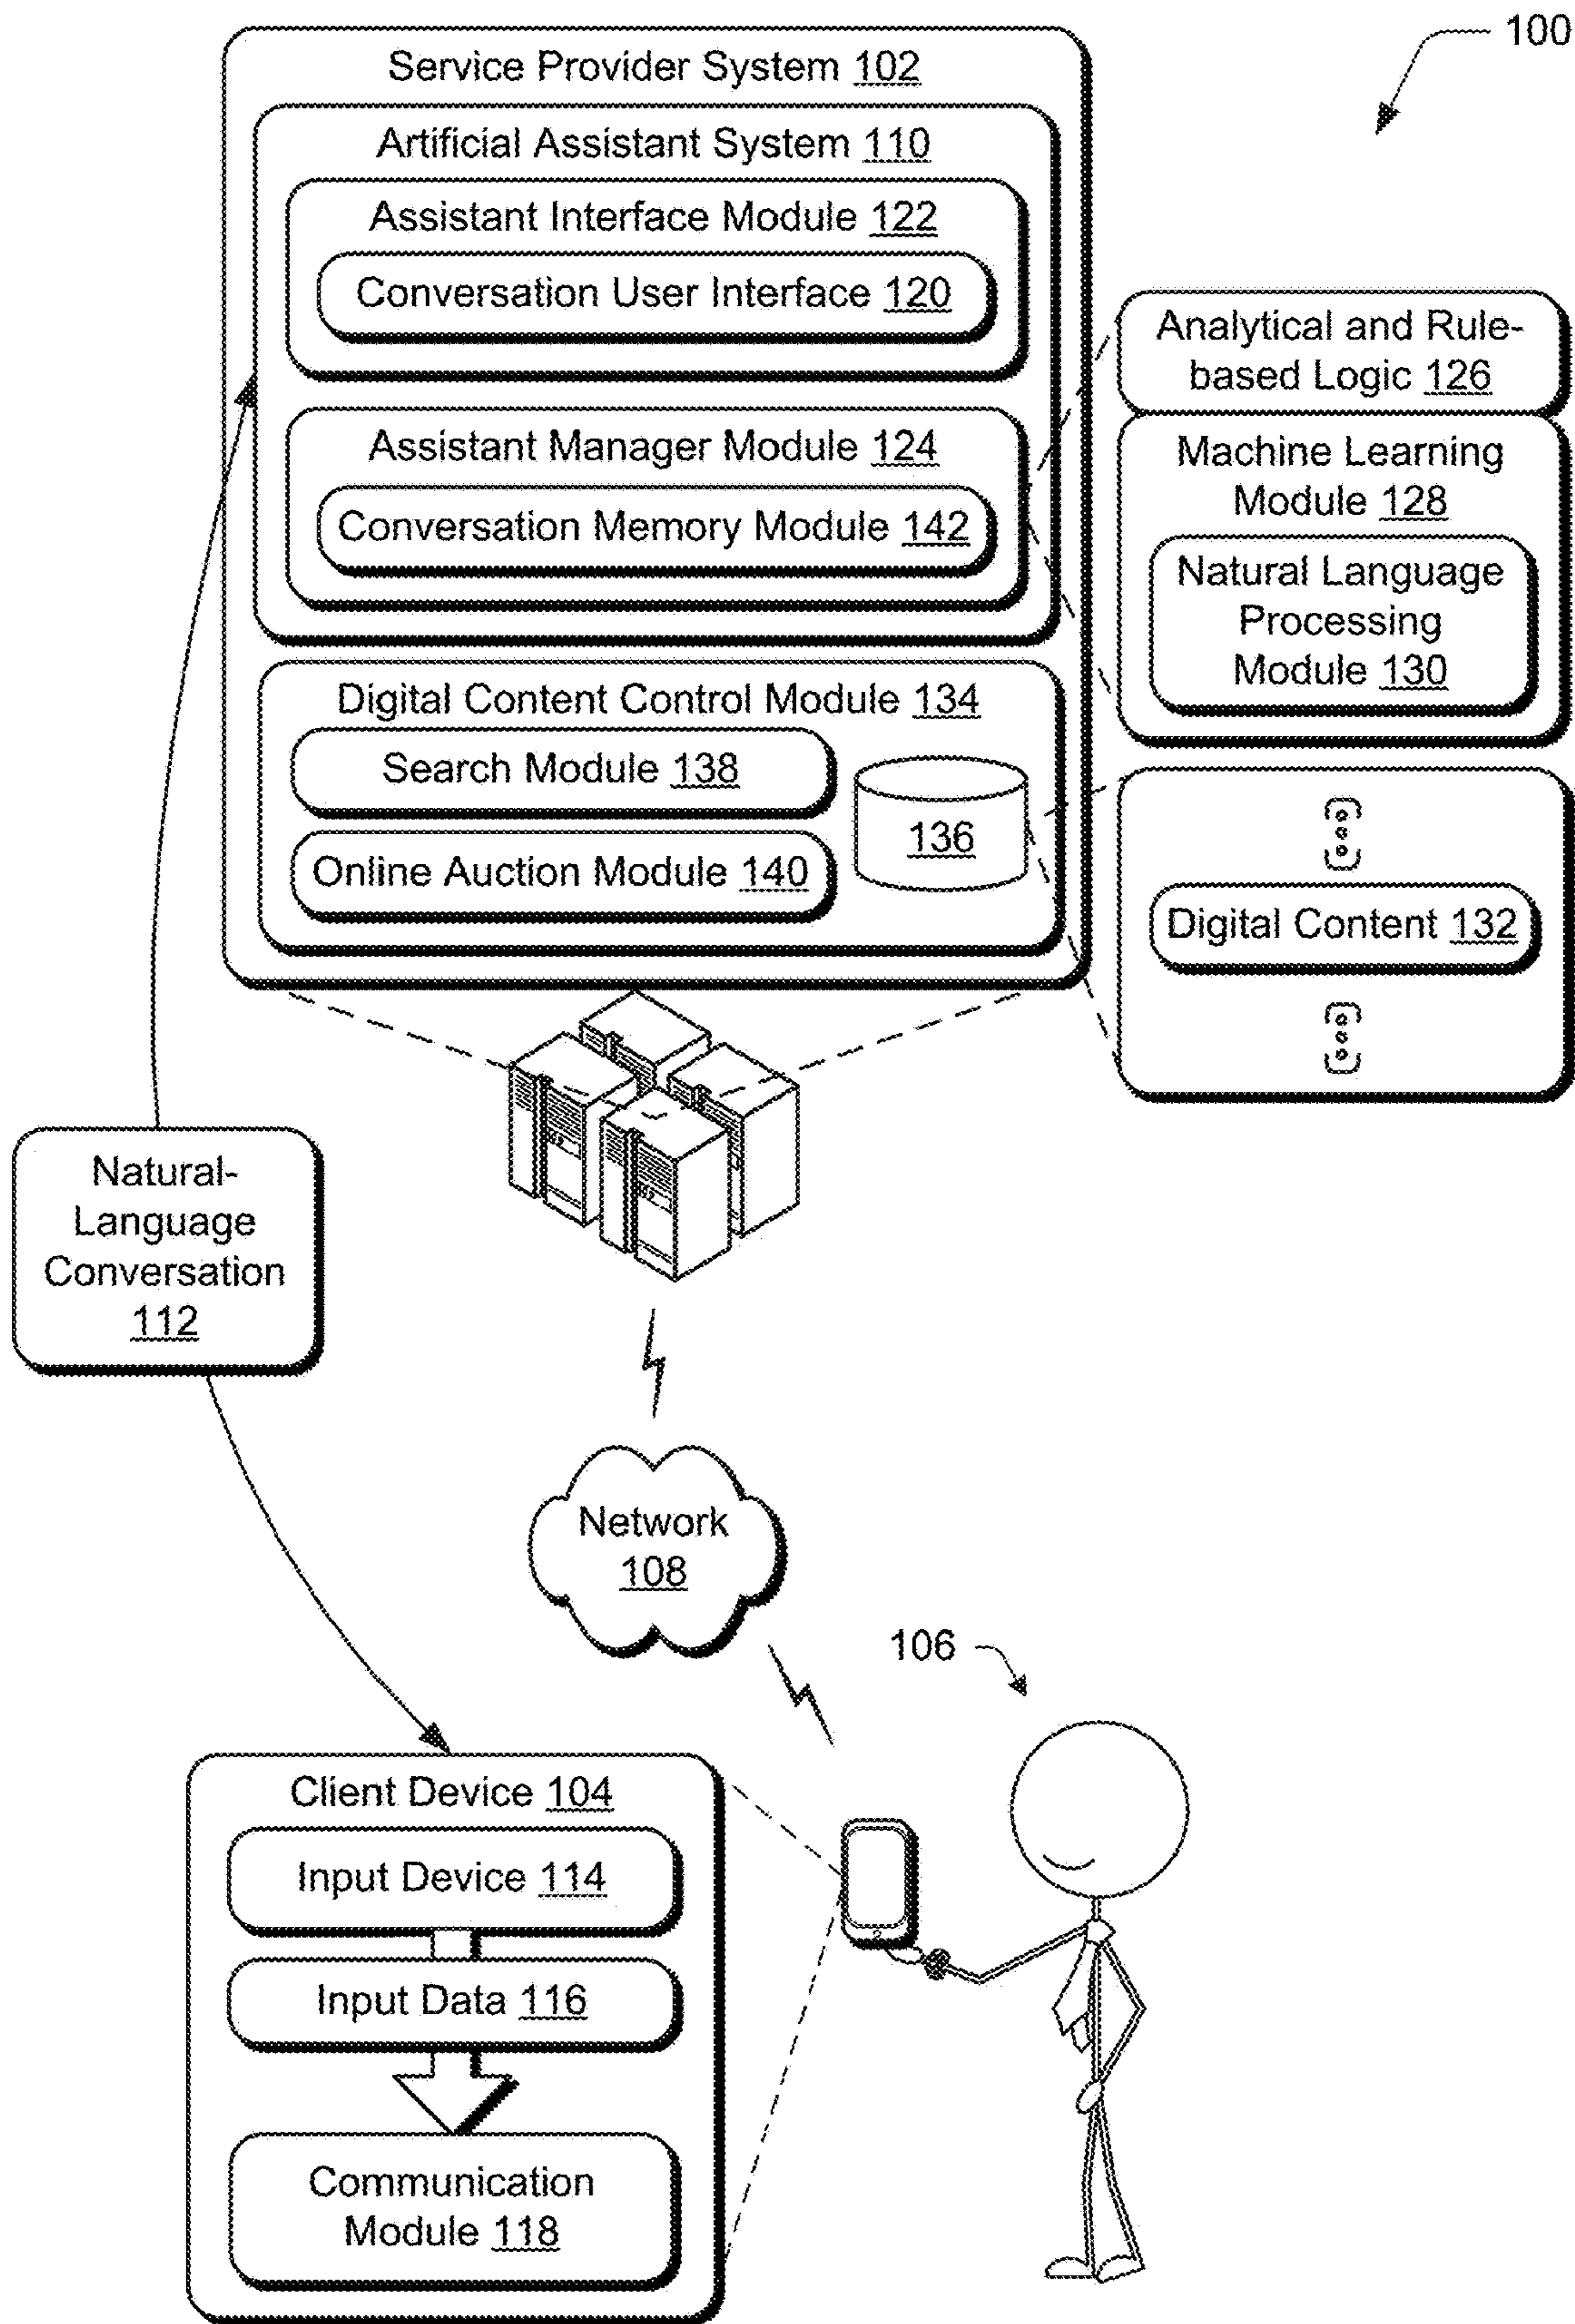 100
Service Provider System 102
Artificial Assistant System 110
Assistant Interface Module 122
Conversation User Interface 120
Assistant Manager Module 124
Conversation Memory Module 142
Analytical and Rule-
based Logic 126
Machine Learning
Module 128
Natural Language
Processing
Module 130
Digital Content Control Module 134
Search Module 138
Online Auction Module 140
136
Digital Content 132
Natural-
Language
Conversation
112
Network
108
106
Client Device 104
Input Device 114
Input Data 116
Communication
Module 118